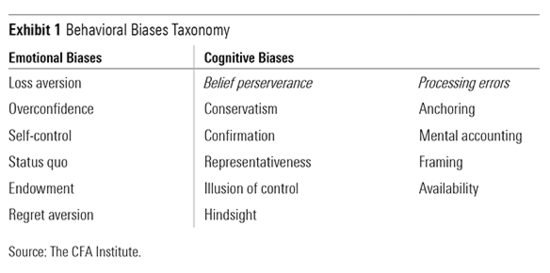 Exhibit 1 Behavioral Biases Taxonomy
Emotional Biases Cognitive Biases
Loss aversion Belief perserverance Processing errors
Overconfidence Conservatism Anchoring
Self-control Confirmation Mental accounting
Status quo Representativeness Framing
Endowment Illusion of control Availability
Regret aversion Hindsight
Source: The CFA Institute.